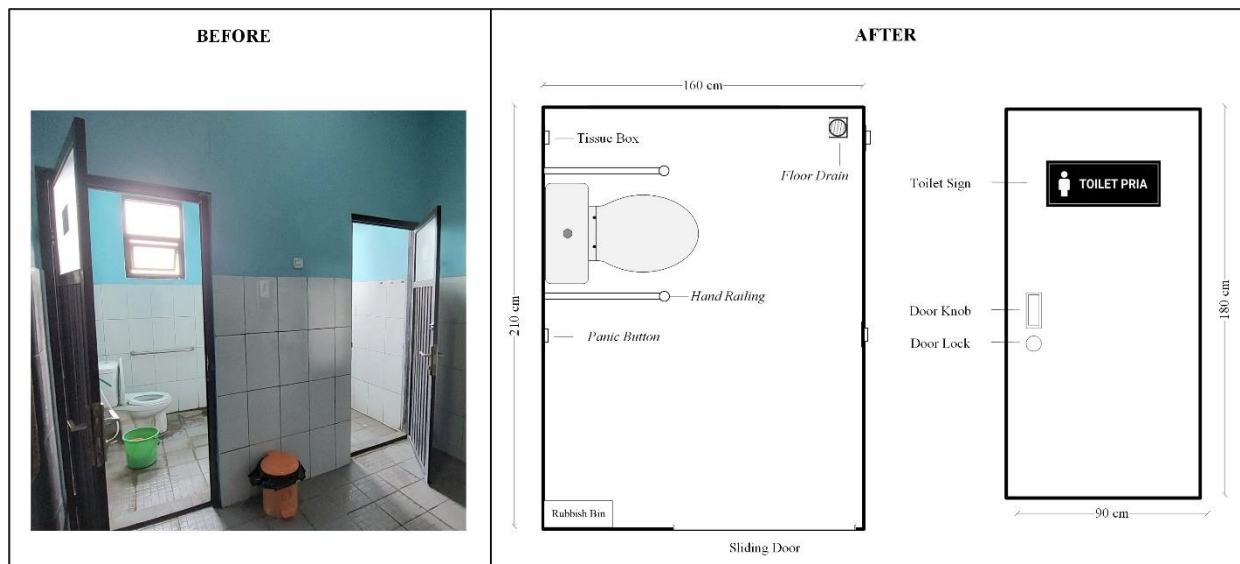 BEFORE
AFTER
160 cm
210 cm
Tissue Box
Floor Drain
Hand Railing
Panic Button
Rubbish Bin
Sliding Door
Toilet Sign
TOILET PRIA
Door Knob
Door Lock
180 cm
90 cm